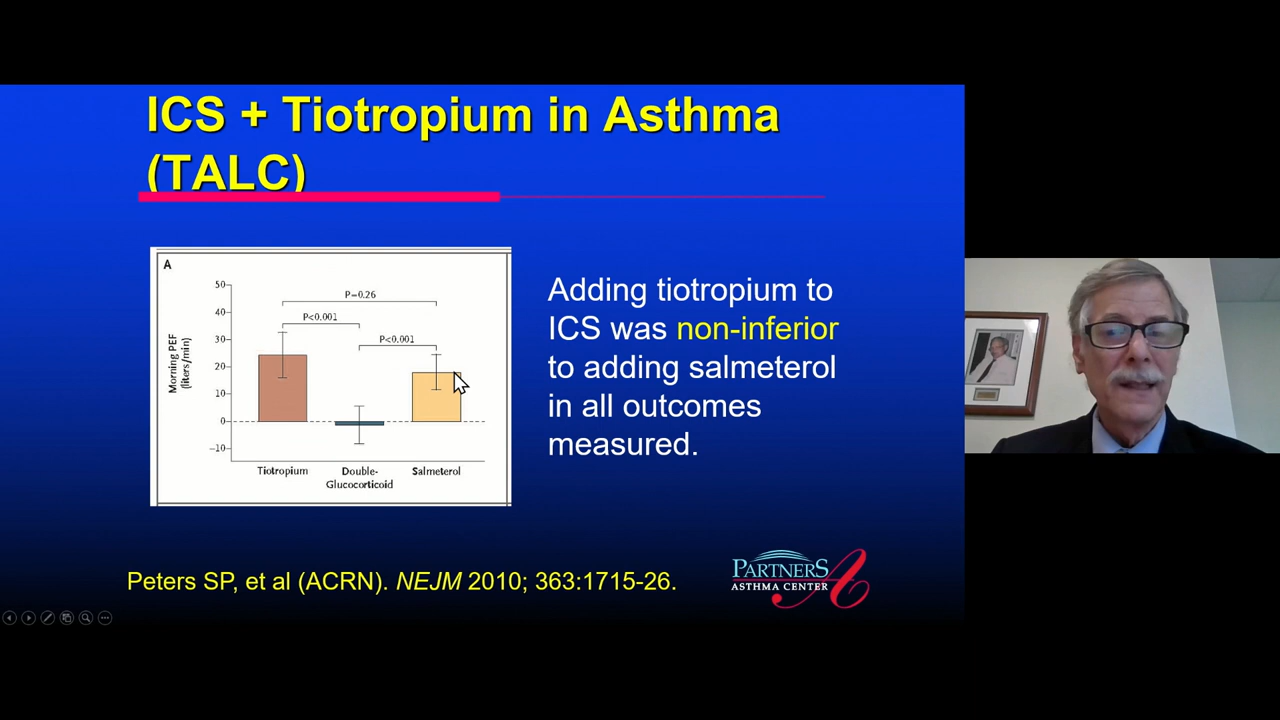 ICS + Tiotropium in Asthma
(TALC)
A
50
P=0.26
40
P<0.001
30
P<0.001
20
10
0
−10
Morning PEF
(liters/min)
Tiotropium
Double-
Glucocorticoid
Salmeterol
Adding tiotropium to
ICS was non-inferior
to adding salmeterol
in all outcomes
measured.
Peters SP, et al (ACRN). NEJM 2010; 363:1715-26.
PARTNERS
ASTHMA CENTER